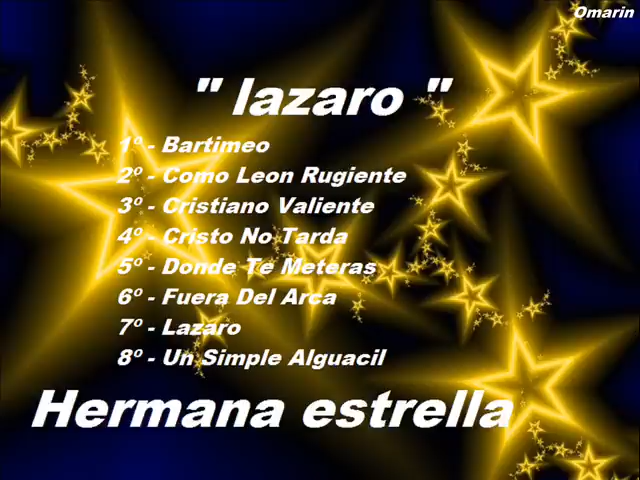 Omarin
" lazaro "
1º - Bartimeo
2º - Como Leon Rugiente
3º - Cristiano Valiente
4º - Cristo No Tarda
5º - Donde Te Meteras
6º - Fuera Del Arca
7º - Lazaro
8º - Un Simple Alguacil
Hermana estrella